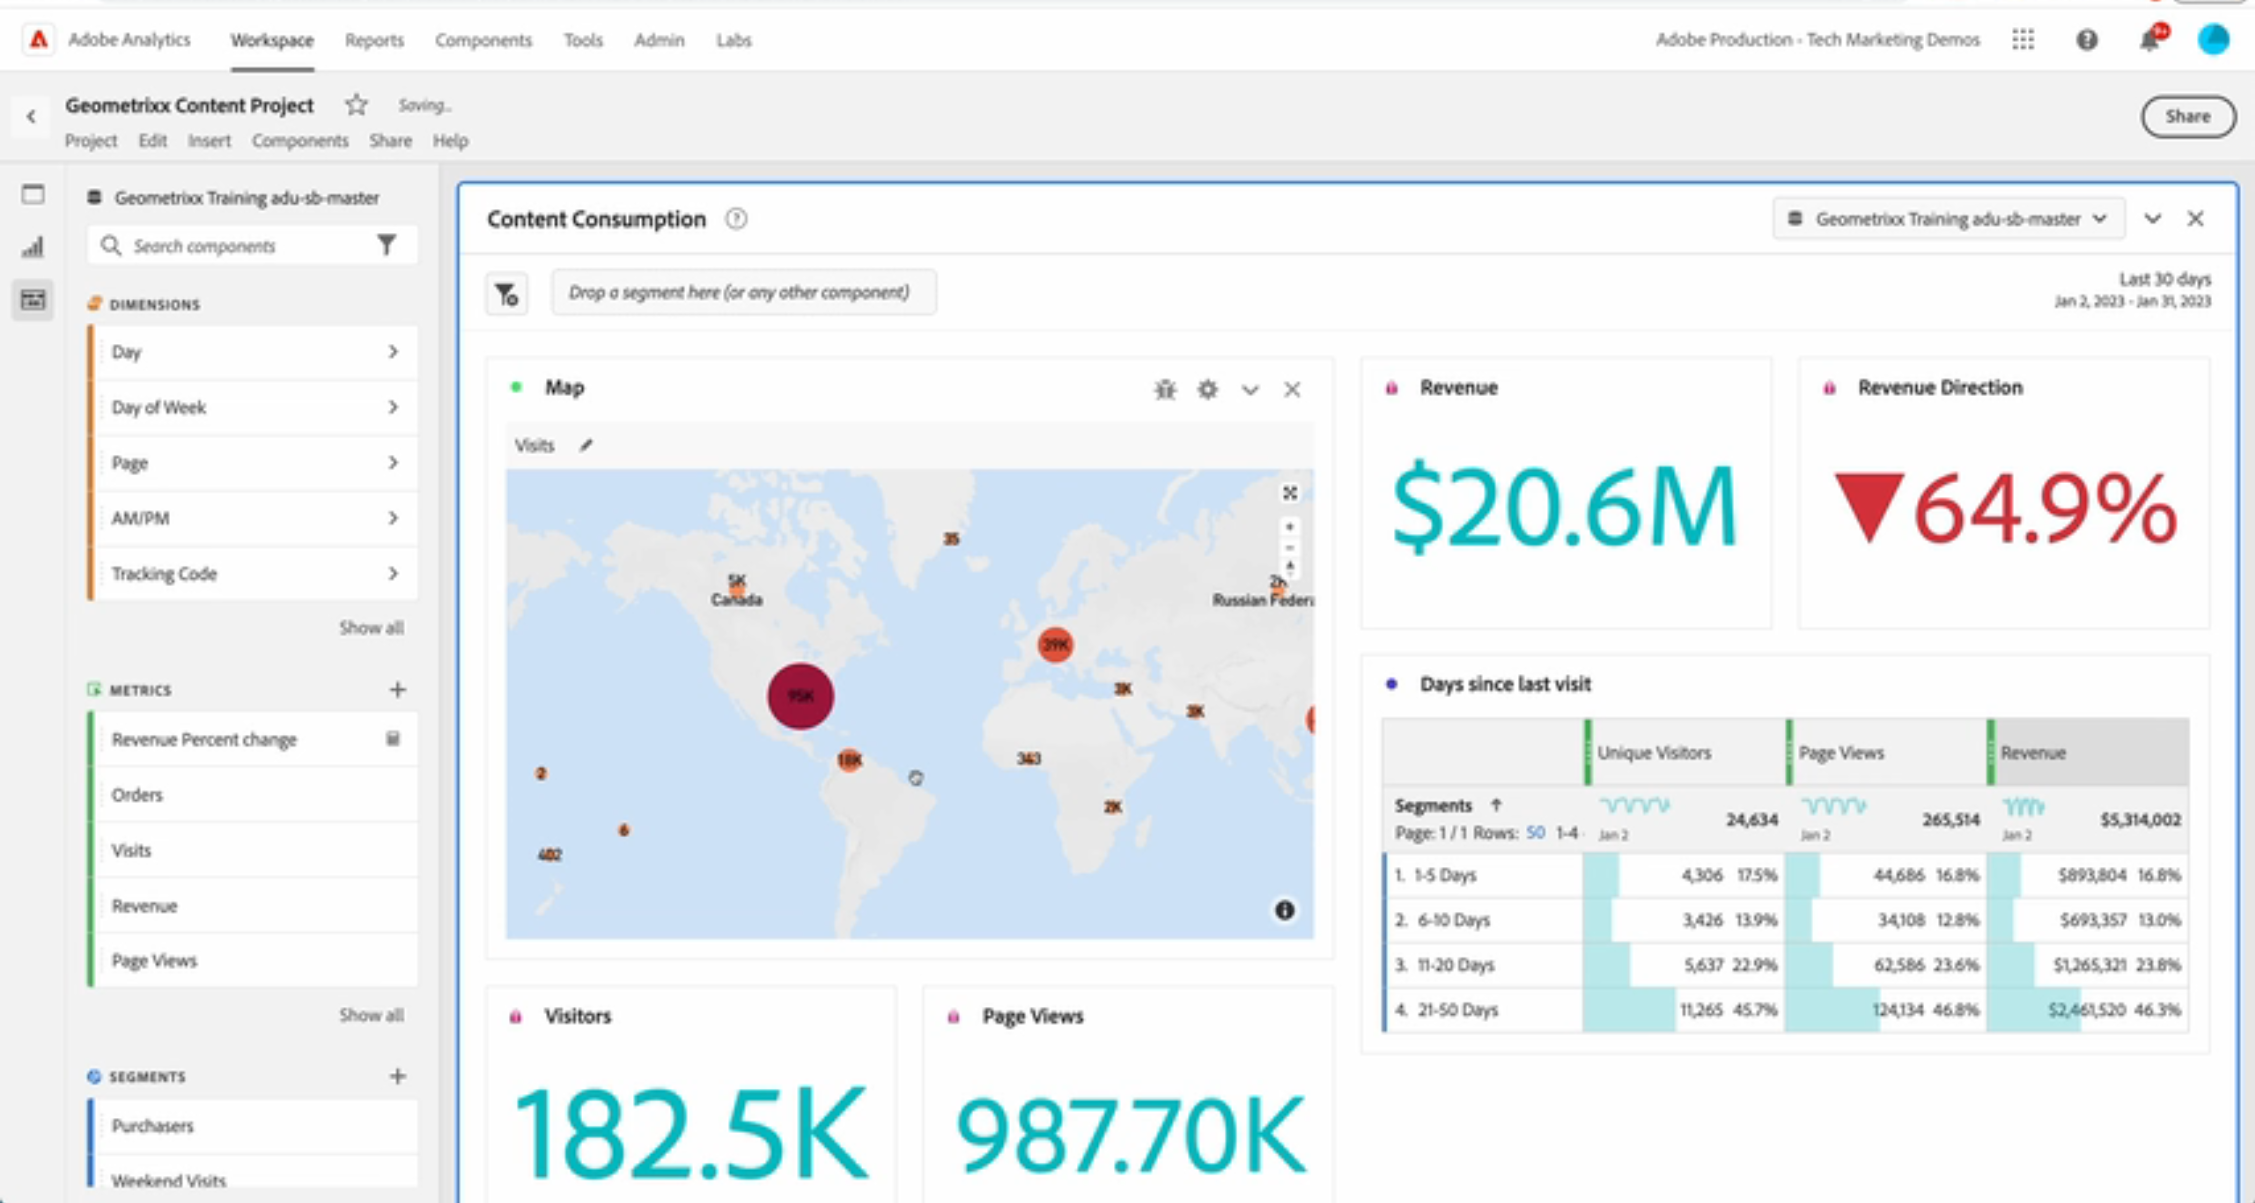 Adobe Analytics Workspace Reports Components Tools Admin Labs
Adobe Production - Tech Marketing Demos
9+
Geometrixx Content Project Saving...
Project Edit Insert Components Share Help
Share
Geometrixx Training adu-sb-master
Search components
DIMENSIONS
Day
Day of Week
Page
AM/PM
Tracking Code
Show all
METRICS
Revenue Percent change
Orders
Visits
Revenue
Page Views
Show all
SEGMENTS
Purchasers
Weekend Visits
Content Consumption
Geometrixx Training adu-sb-master
Drop a segment here (or any other component)
Last 30 days
Jan 2, 2023 - Jan 31, 2023
Map
Visits
35
5K
Canada
2K
Russian Federa
39K
95K
3K
3K
18K
343
2
2K
6
402
Revenue
$20.6M
Revenue Direction
▼64.9%
Days since last visit
Unique Visitors Page Views Revenue
Segments ↑
Page: 1 / 1 Rows: 50 1-4
Jan 2 24,634 Jan 2 265,514 Jan 2 $5,314,002
1. 1-5 Days 4,306 17.5% 44,686 16.8% $893,804 16.8%
2. 6-10 Days 3,426 13.9% 34,108 12.8% $693,357 13.0%
3. 11-20 Days 5,637 22.9% 62,586 23.6% $1,265,321 23.8%
4. 21-50 Days 11,265 45.7% 124,134 46.8% $2,461,520 46.3%
Visitors
182.5K
Page Views
987.70K